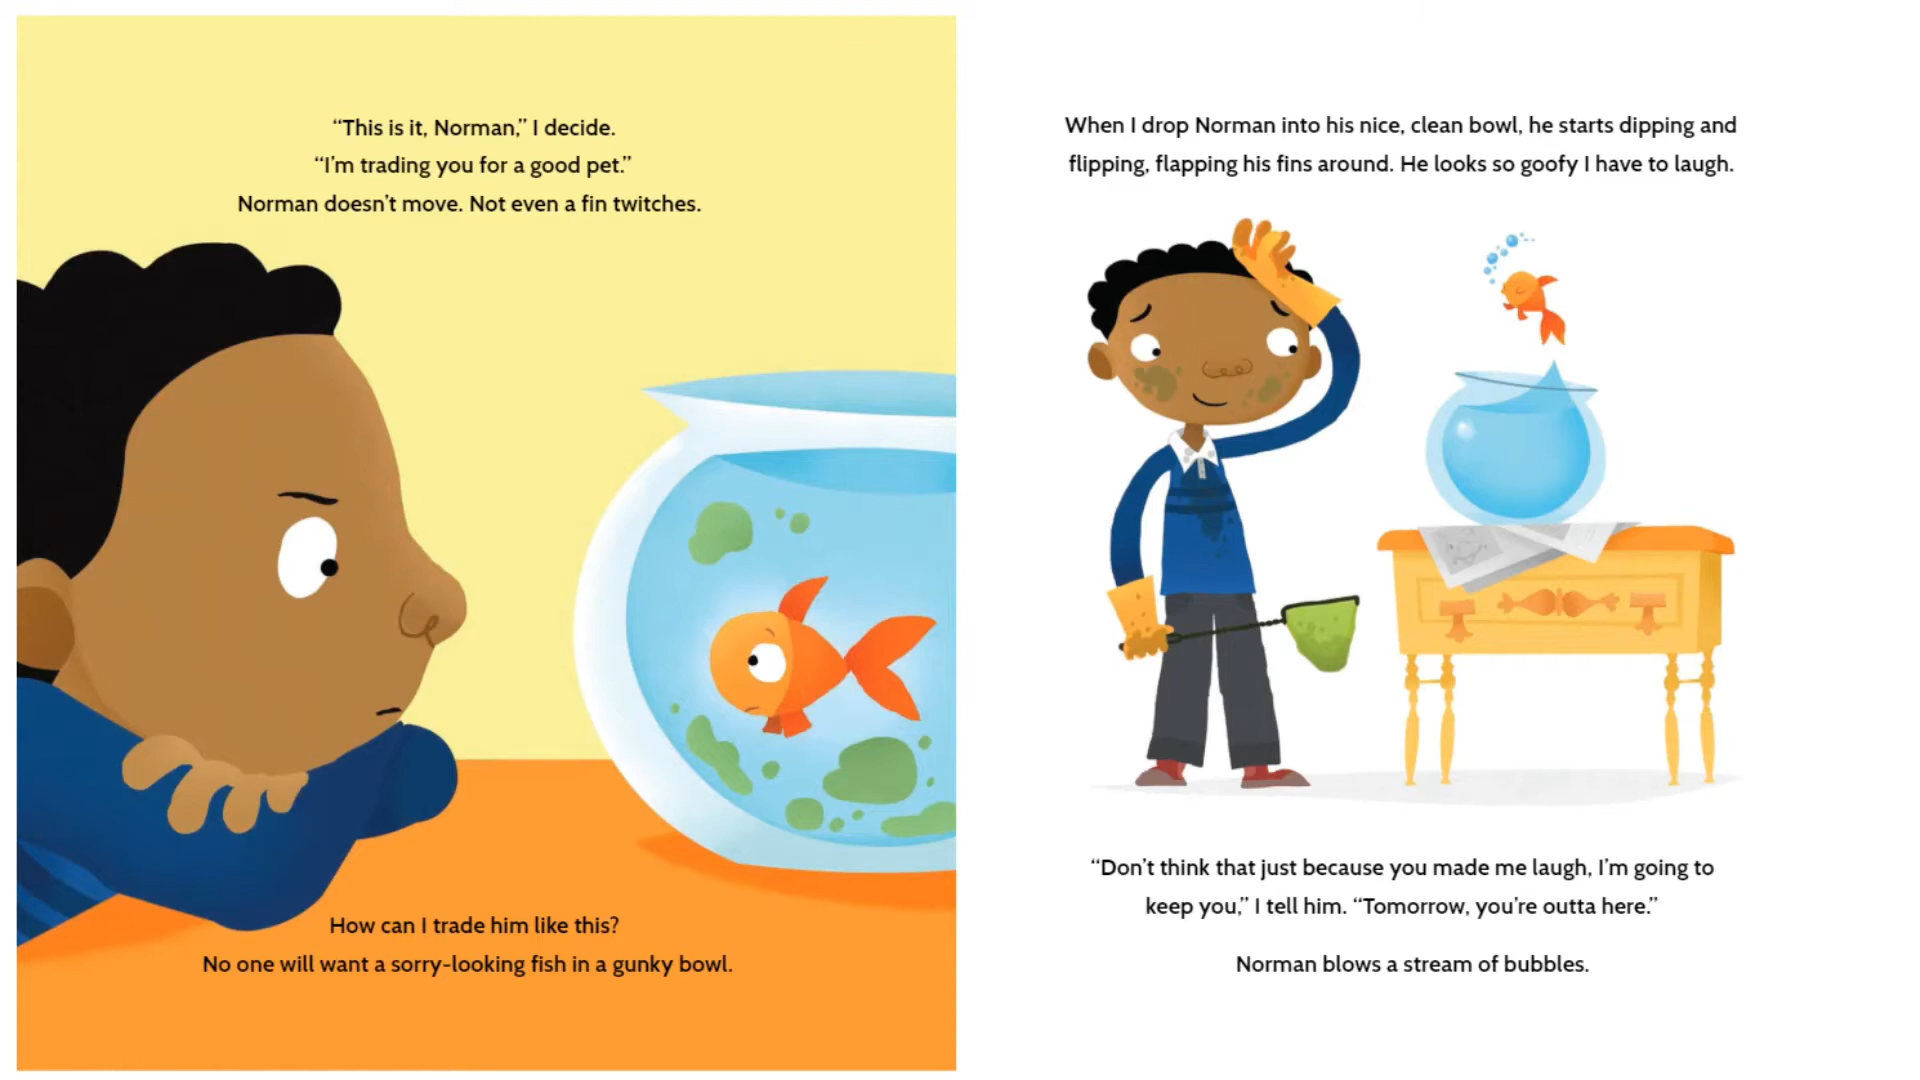 “This is it, Norman,” I decide.
“I’m trading you for a good pet.”
Norman doesn’t move. Not even a fin twitches.
How can I trade him like this?
No one will want a sorry-looking fish in a gunky bowl.
When I drop Norman into his nice, clean bowl, he starts dipping and
flipping, flapping his fins around. He looks so goofy I have to laugh.
“Don’t think that just because you made me laugh, I’m going to
keep you,” I tell him. “Tomorrow, you’re outta here.”
Norman blows a stream of bubbles.